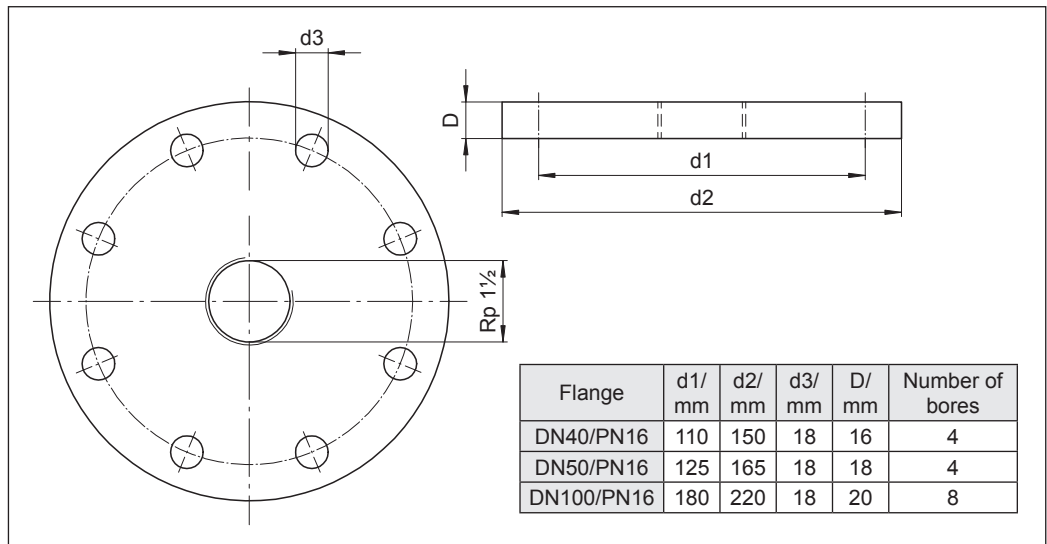 d3
D
d1
d2
Rp 1½
Flange d1/ mm d2/ mm d3/ mm D/ mm Number of bores
DN40/PN16 110 150 18 16 4
DN50/PN16 125 165 18 18 4
DN100/PN16 180 220 18 20 8